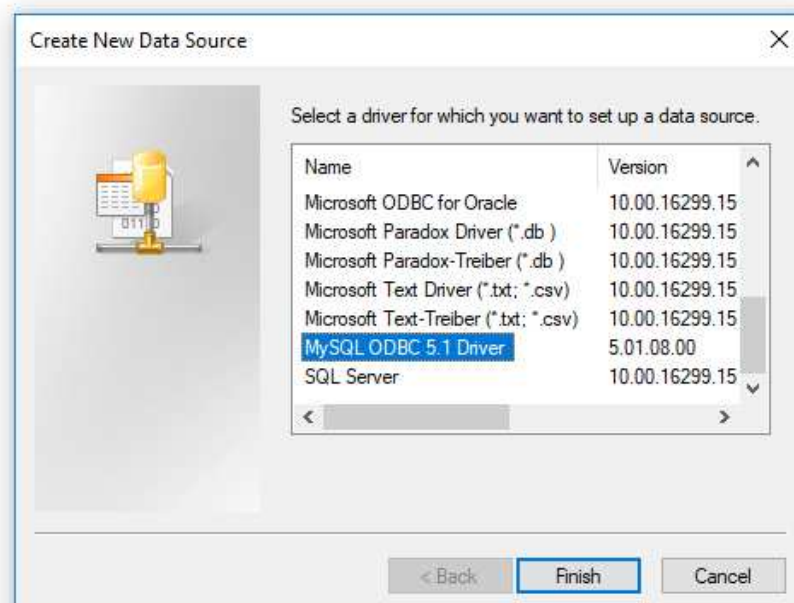 Create New Data Source
Select a driver for which you want to set up a data source.
Name Version
Microsoft ODBC for Oracle 10.00.16299.15
Microsoft Paradox Driver (*.db ) 10.00.16299.15
Microsoft Paradox-Treiber (*.db ) 10.00.16299.15
Microsoft Text Driver (*.txt; *.csv) 10.00.16299.15
Microsoft Text-Treiber (*.txt; *.csv) 10.00.16299.15
MySQL ODBC 5.1 Driver 5.01.08.00
SQL Server 10.00.16299.15
< Back Finish Cancel